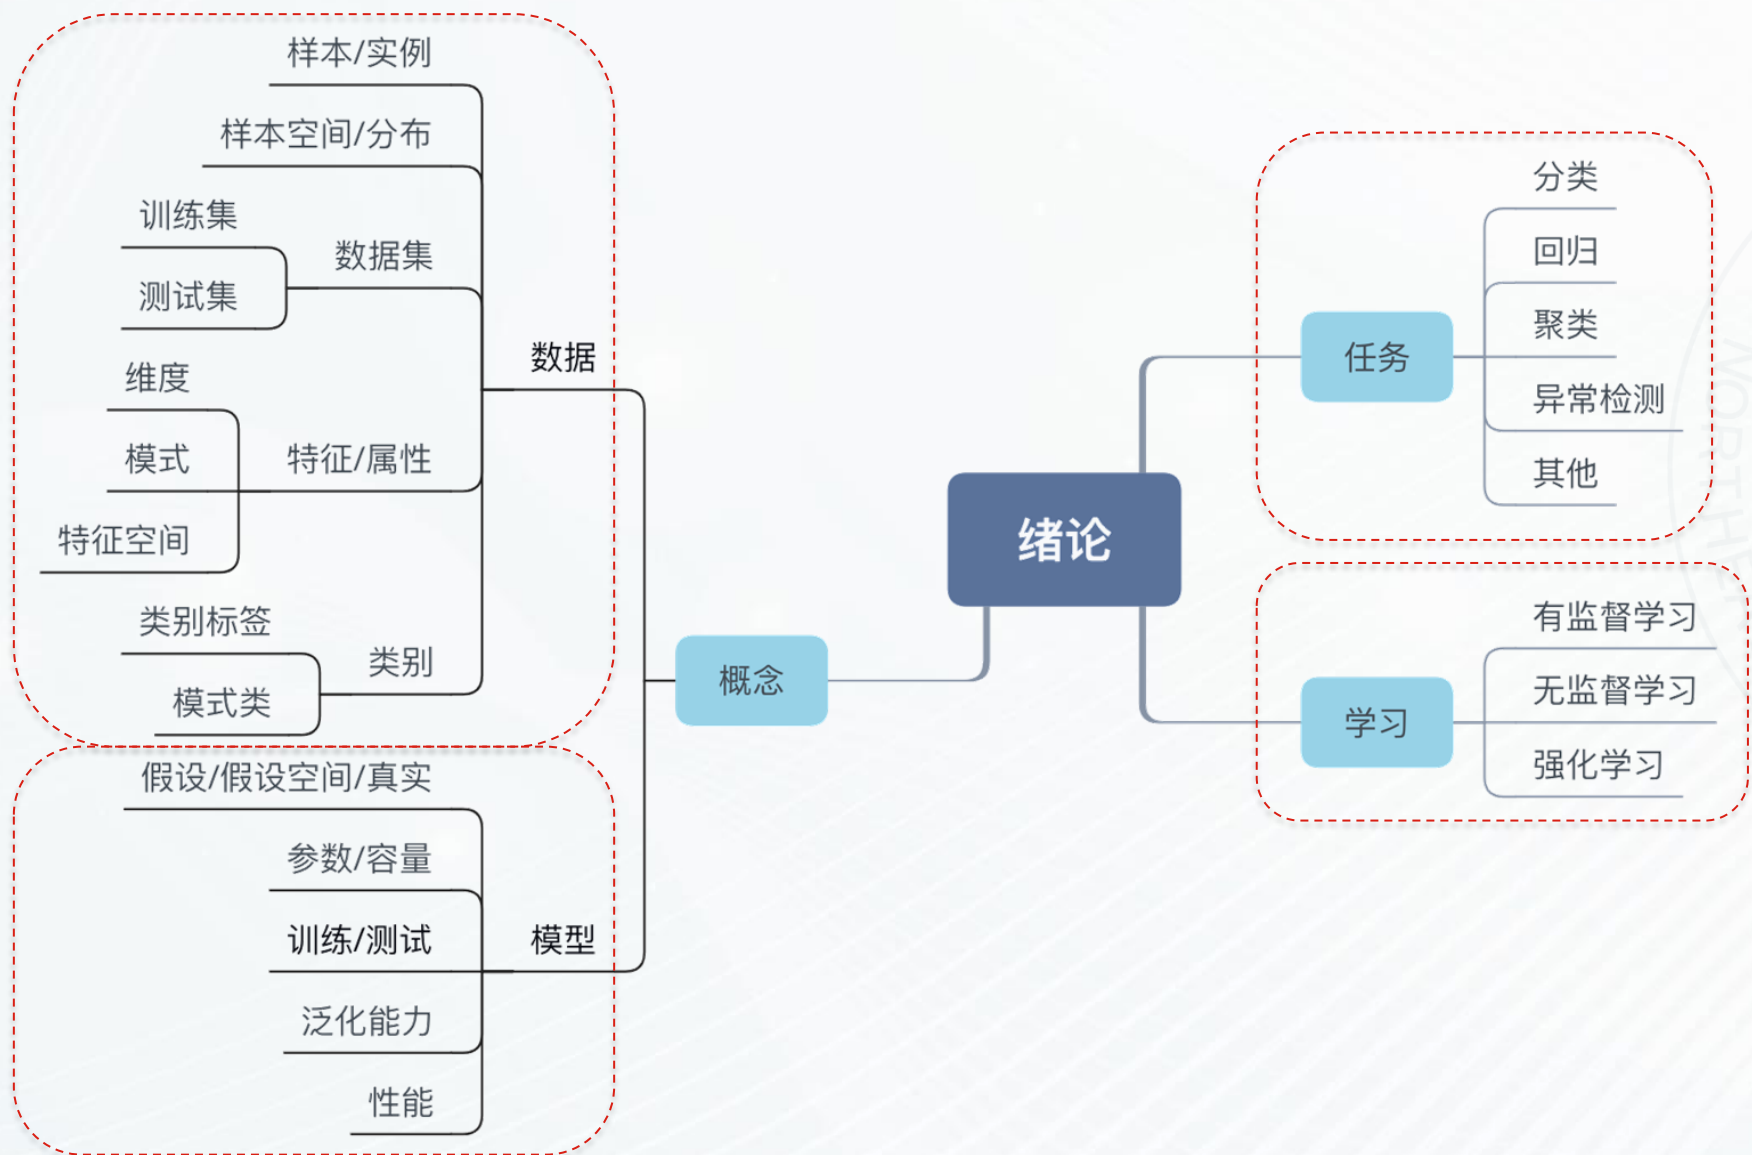 样本/实例
样本空间/分布
训练集
数据集
测试集
数据
维度
模式
特征/属性
特征空间
类别标签
类别
模式类
假设/假设空间/真实
参数/容量
训练/测试
模型
泛化能力
性能
概念
绪论
任务
分类
回归
聚类
异常检测
其他
学习
有监督学习
无监督学习
强化学习